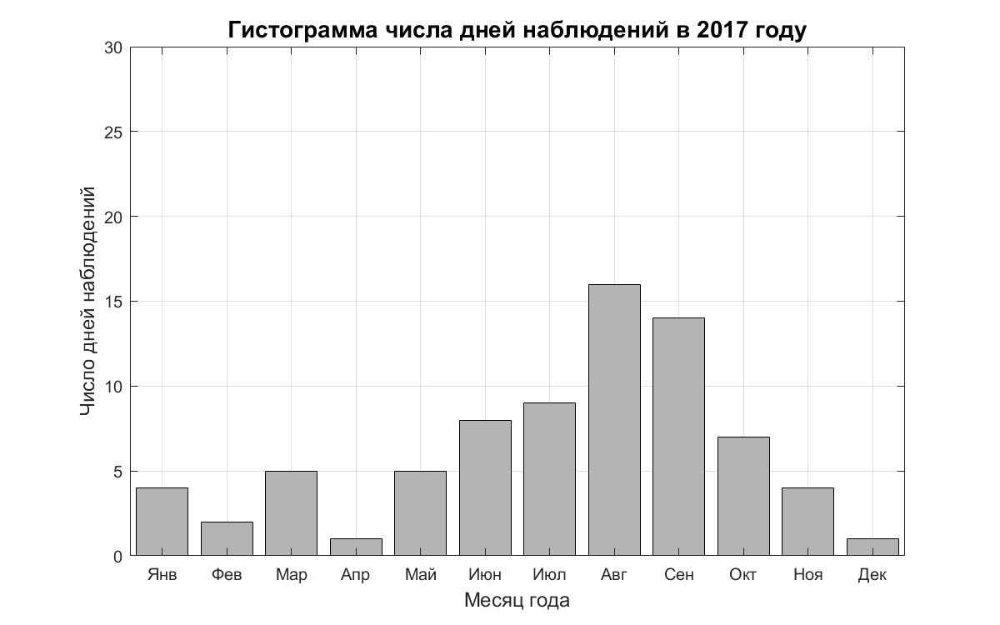 Гистограмма числа дней наблюдений в 2017 году
30
25
20
15
10
5
0
Число дней наблюдений
Янв Фев Мар Апр Май Июн Июл Авг Сен Окт Ноя Дек
Месяц года